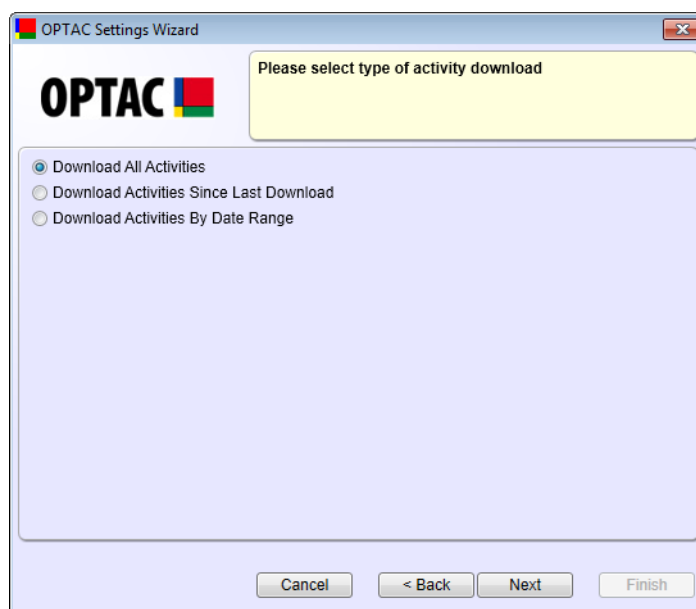 OPTAC Settings Wizard
OPTAC
Please select type of activity download
Download All Activities
Download Activities Since Last Download
Download Activities By Date Range
Cancel
< Back
Next
Finish